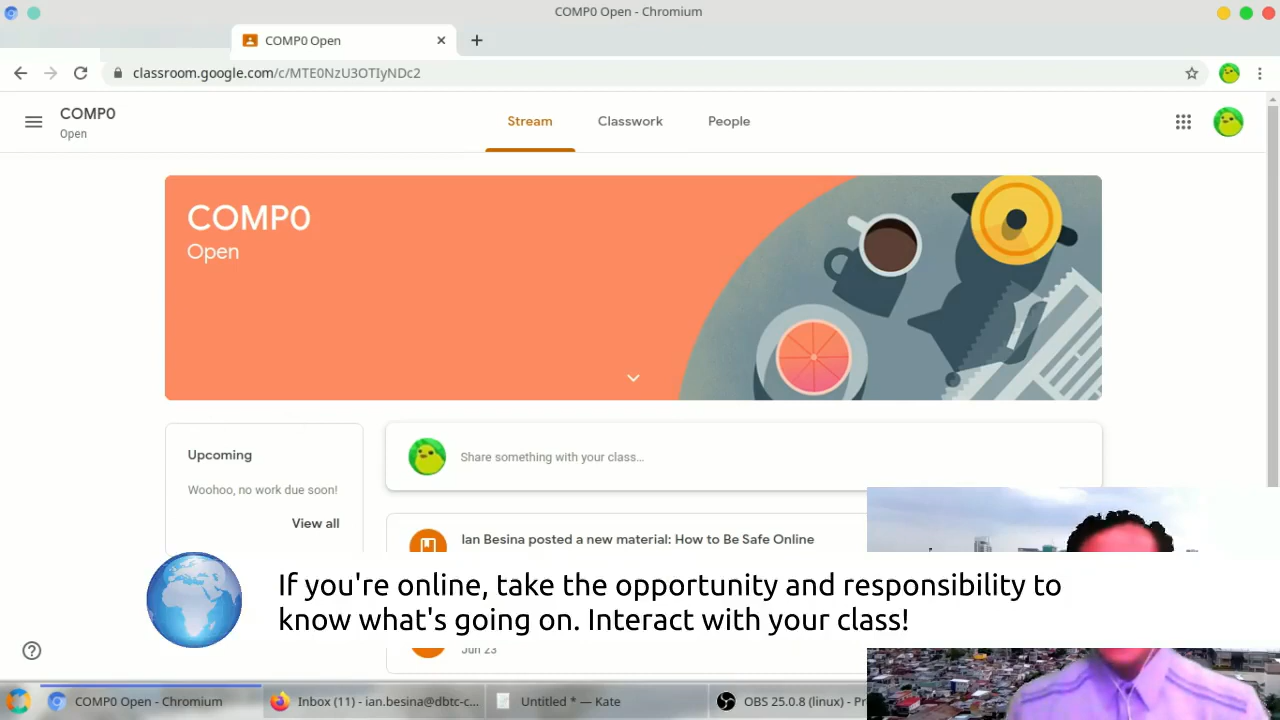 COMP0 Open - Chromium
COMP0 Open
classroom.google.com/c/MTE0NzU3OTIyNDc2
COMP0
Open
Stream
Classwork
People
COMP0
Open
Upcoming
Woohoo, no work due soon!
View all
Share something with your class...
Ian Besina posted a new material: How to Be Safe Online
If you're online, take the opportunity and responsibility to
know what's going on. Interact with your class!
Jun 23
COMP0 Open - Chromium
Inbox (11) - ian.besina@dbtc-c...
Untitled * — Kate
OBS 25.0.8 (linux) - Pr